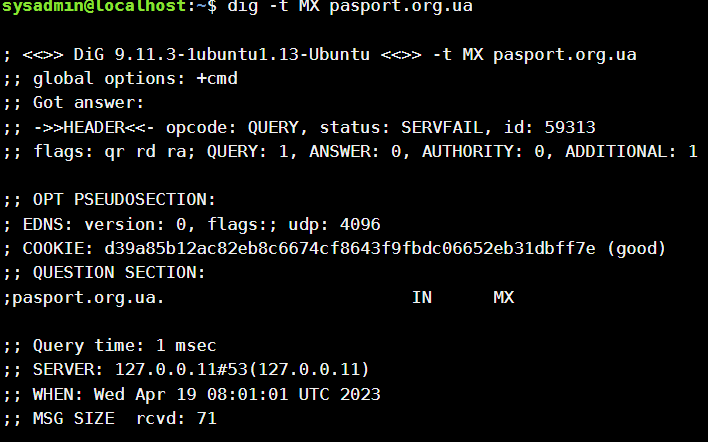 sysadmin@localhost:~$ dig -t MX pasport.org.ua
; <<>> DiG 9.11.3-1ubuntu1.13-Ubuntu <<>> -t MX pasport.org.ua
;; global options: +cmd
;; Got answer:
;; ->>HEADER<<- opcode: QUERY, status: SERVFAIL, id: 59313
;; flags: qr rd ra; QUERY: 1, ANSWER: 0, AUTHORITY: 0, ADDITIONAL: 1
;; OPT PSEUDOSECTION:
; EDNS: version: 0, flags:; udp: 4096
; COOKIE: d39a85b12ac82eb8c6674cf8643f9fbdc06652eb31dbff7e (good)
;; QUESTION SECTION:
;pasport.org.ua. IN MX
;; Query time: 1 msec
;; SERVER: 127.0.0.11#53(127.0.0.11)
;; WHEN: Wed Apr 19 08:01:01 UTC 2023
;; MSG SIZE rcvd: 71